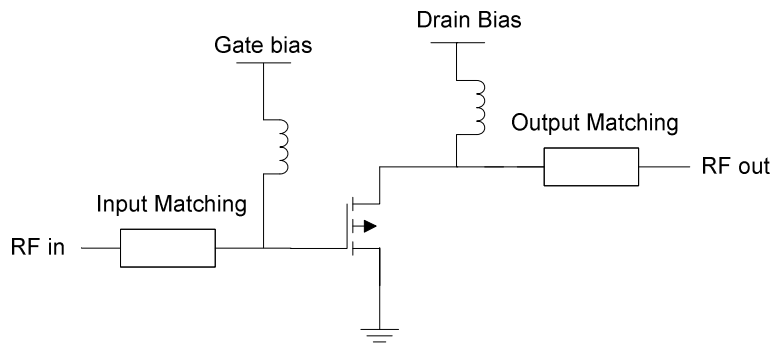 Drain Bias
Gate bias
Output Matching
RF out
Input Matching
RF in